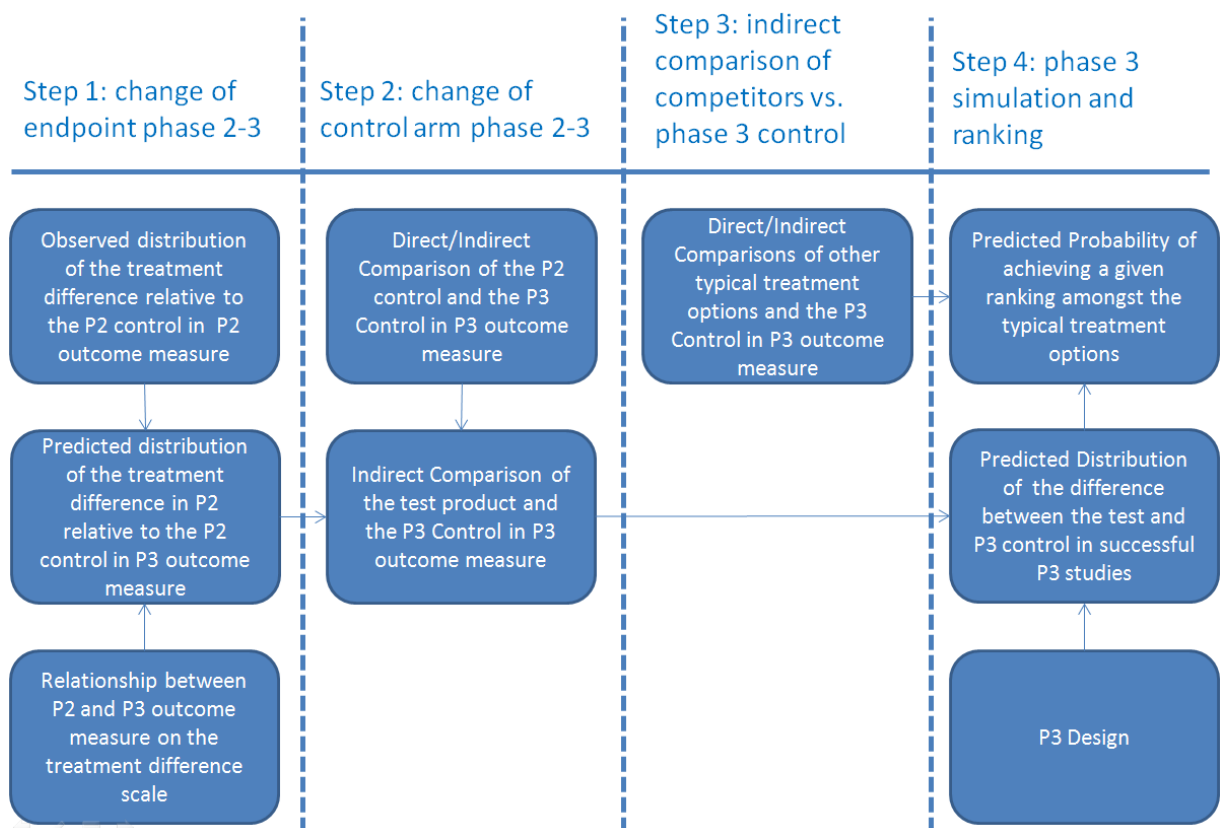 Step 1: change of
endpoint phase 2-3
Step 2: change of
control arm phase 2-3
Step 3: indirect
comparison of
competitors vs.
phase 3 control
Step 4: phase 3
simulation and
ranking
Observed distribution
of the treatment
difference relative to
the P2 control in P2
outcome measure
Direct/Indirect
Comparison of the P2
control and the P3
Control in P3 outcome
measure
Direct/Indirect
Comparisons of other
typical treatment
options and the P3
Control in P3 outcome
measure
Predicted Probability of
achieving a given
ranking amongst the
typical treatment
options
Predicted distribution
of the treatment
difference in P2
relative to the P2
control in P3 outcome
measure
Indirect Comparison of
the test product and
the P3 Control in P3
outcome measure
Predicted Distribution
of the difference
between the test and
P3 control in successful
P3 studies
Relationship between
P2 and P3 outcome
measure on the
treatment difference
scale
P3 Design